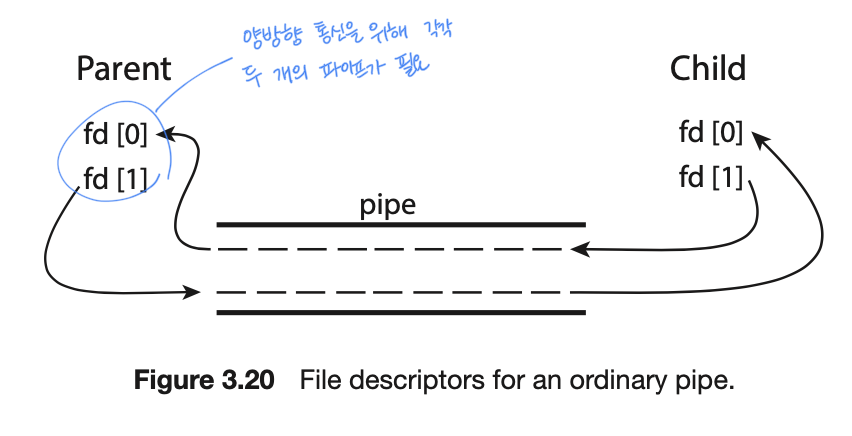 양방향 통신을 위해 각각
두 개의 파이프가 필요
Parent
Child
fd [0]
fd [1]
fd [0]
fd [1]
pipe
Figure 3.20 File descriptors for an ordinary pipe.